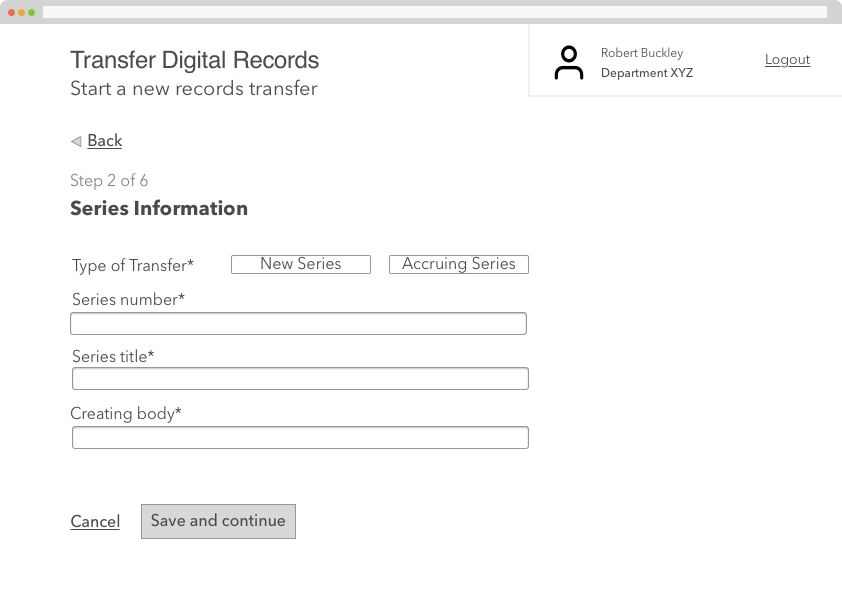 Transfer Digital Records
Start a new records transfer
Robert Buckley
Department XYZ
Logout
Back
Step 2 of 6
Series Information
Type of Transfer* New Series Accruing Series
Series number*
Series title*
Creating body*
Cancel Save and continue